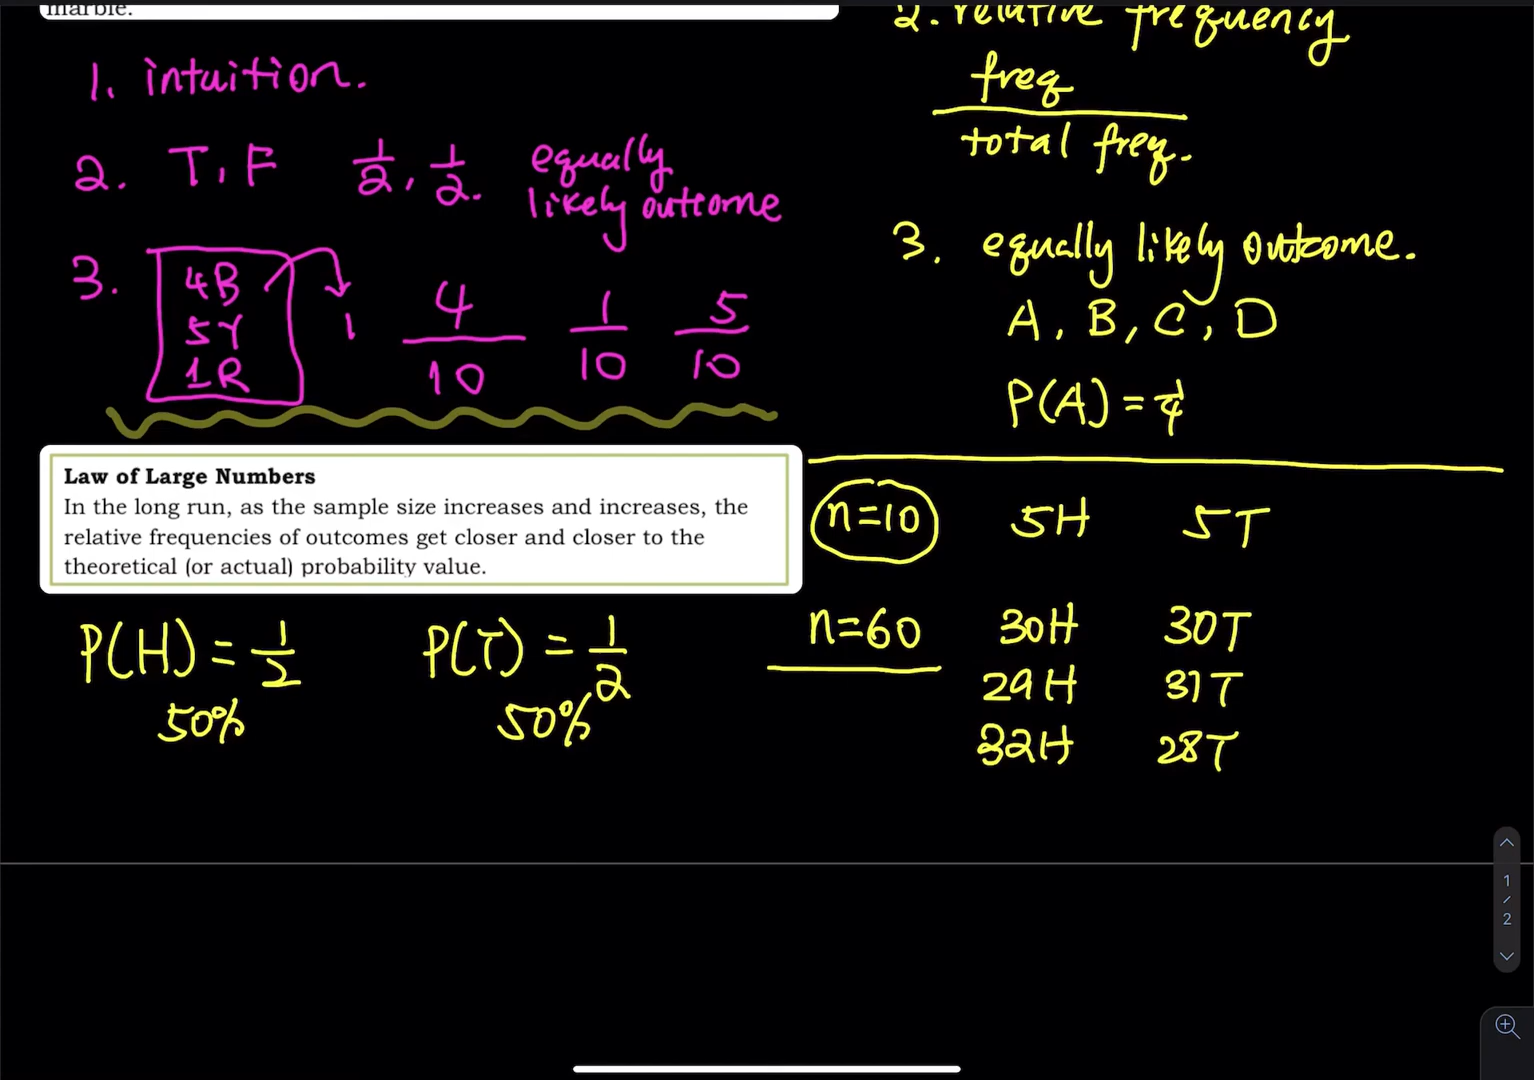 marble.
1. intuition.
2. T, F 1/2, 1/2. equally
likely outcome
3. 4B
5Y
1R
1 4/10 1/10 5/10
2. relative frequency
freq
total freq.
3. equally likely outcome.
A, B, C, D
P(A) = 1/4
Law of Large Numbers
In the long run, as the sample size increases and increases, the
relative frequencies of outcomes get closer and closer to the
theoretical (or actual) probability value.
P(H) = 1/2 P(T) = 1/2
50% 50%
n=10 5H 5T
n=60 30H 30T
29H 31T
32H 28T
1
/
2